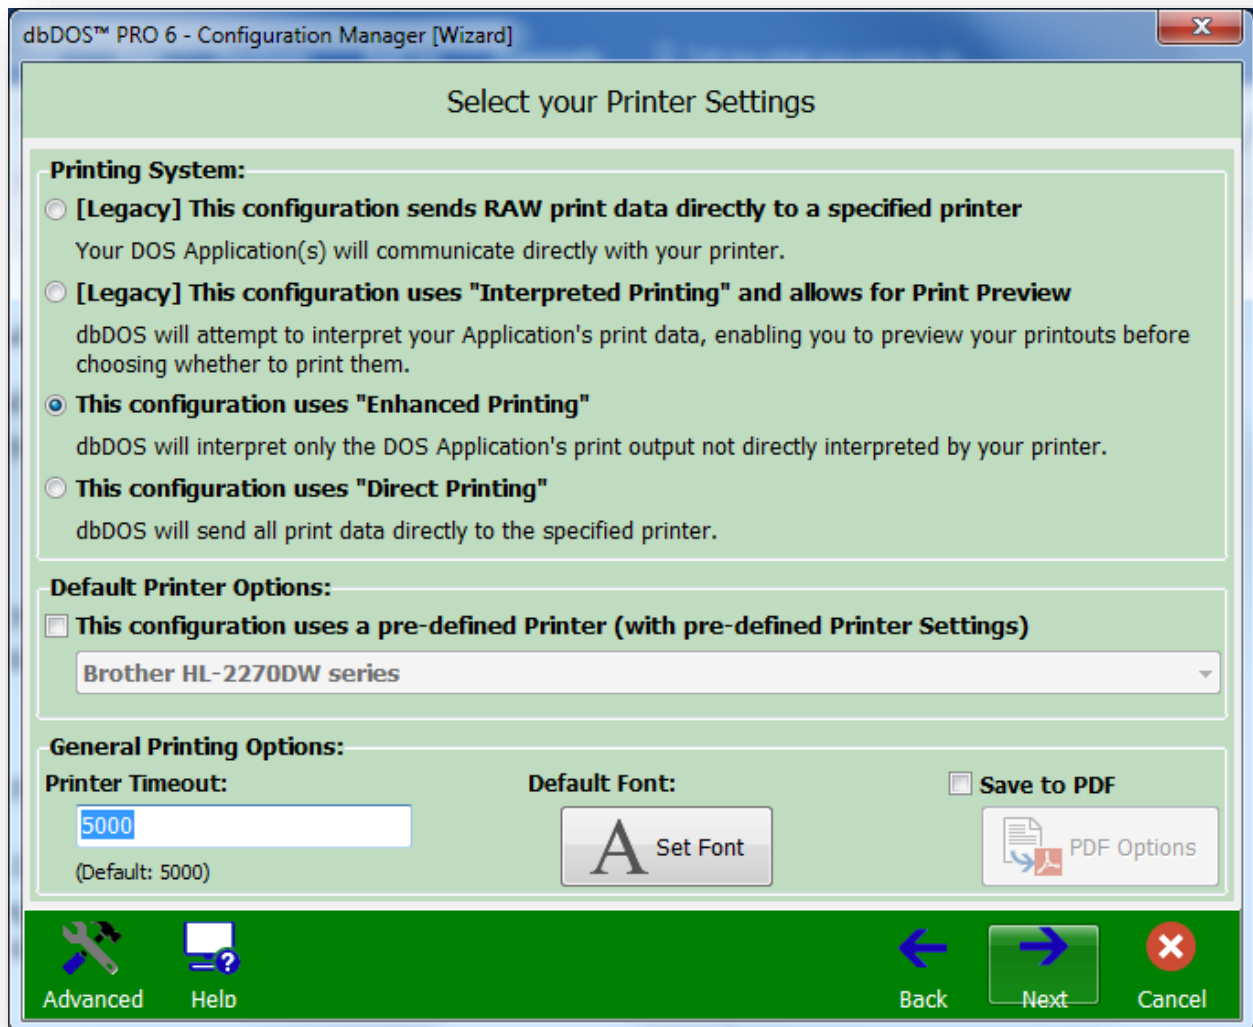 dbDOS™ PRO 6 - Configuration Manager [Wizard]
Select your Printer Settings
Printing System:
[Legacy] This configuration sends RAW print data directly to a specified printer
Your DOS Application(s) will communicate directly with your printer.
[Legacy] This configuration uses "Interpreted Printing" and allows for Print Preview
dbDOS will attempt to interpret your Application's print data, enabling you to preview your printouts before
choosing whether to print them.
This configuration uses "Enhanced Printing"
dbDOS will interpret only the DOS Application's print output not directly interpreted by your printer.
This configuration uses "Direct Printing"
dbDOS will send all print data directly to the specified printer.
Default Printer Options:
This configuration uses a pre-defined Printer (with pre-defined Printer Settings)
Brother HL-2270DW series
General Printing Options:
Printer Timeout:
5000
(Default: 5000)
Default Font:
A Set Font
Save to PDF
PDF Options
Advanced
Help
Back
Next
Cancel